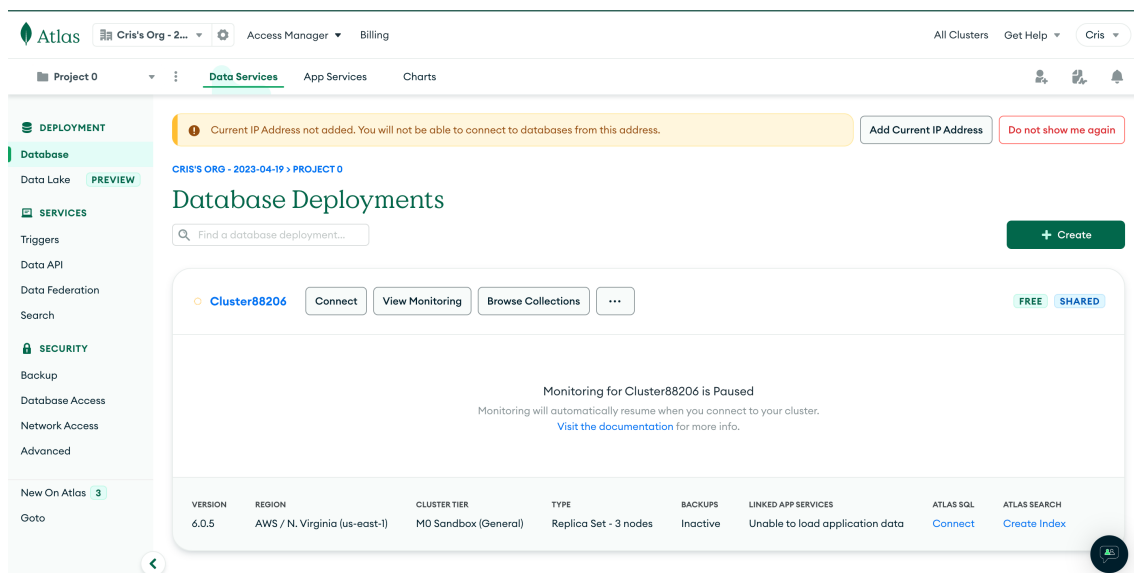 Atlas
Cris's Org - 2...
Access Manager
Billing
All Clusters
Get Help
Cris
Project 0
Data Services
App Services
Charts
DEPLOYMENT
Database
Data Lake PREVIEW
SERVICES
Triggers
Data API
Data Federation
Search
SECURITY
Backup
Database Access
Network Access
Advanced
New On Atlas 3
Goto
Current IP Address not added. You will not be able to connect to databases from this address.
Add Current IP Address
Do not show me again
CRIS'S ORG - 2023-04-19 > PROJECT 0
Database Deployments
Find a database deployment...
+ Create
Cluster88206
Connect
View Monitoring
Browse Collections
...
FREE
SHARED
Monitoring for Cluster88206 is Paused
Monitoring will automatically resume when you connect to your cluster.
Visit the documentation for more info.
VERSION
6.0.5
REGION
AWS / N. Virginia (us-east-1)
CLUSTER TIER
M0 Sandbox (General)
TYPE
Replica Set - 3 nodes
BACKUPS
Inactive
LINKED APP SERVICES
Unable to load application data
ATLAS SQL
Connect
ATLAS SEARCH
Create Index